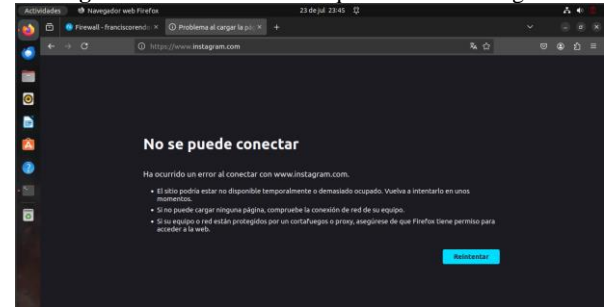 Actividades
Navegador web Firefox
23 de jul 23:45
Firewall - franciscorende
Problema al cargar la pág
https://www.instagram.com
No se puede conectar
Ha ocurrido un error al conectar con www.instagram.com.
• El sitio podría estar no disponible temporalmente o demasiado ocupado. Vuelva a intentarlo en unos
momentos.
• Si no puede cargar ninguna página, compruebe la conexión de red de su equipo.
• Si su equipo o red están protegidos por un cortafuegos o proxy, asegúrese de que Firefox tiene permiso para
acceder a la web.
Reintentar